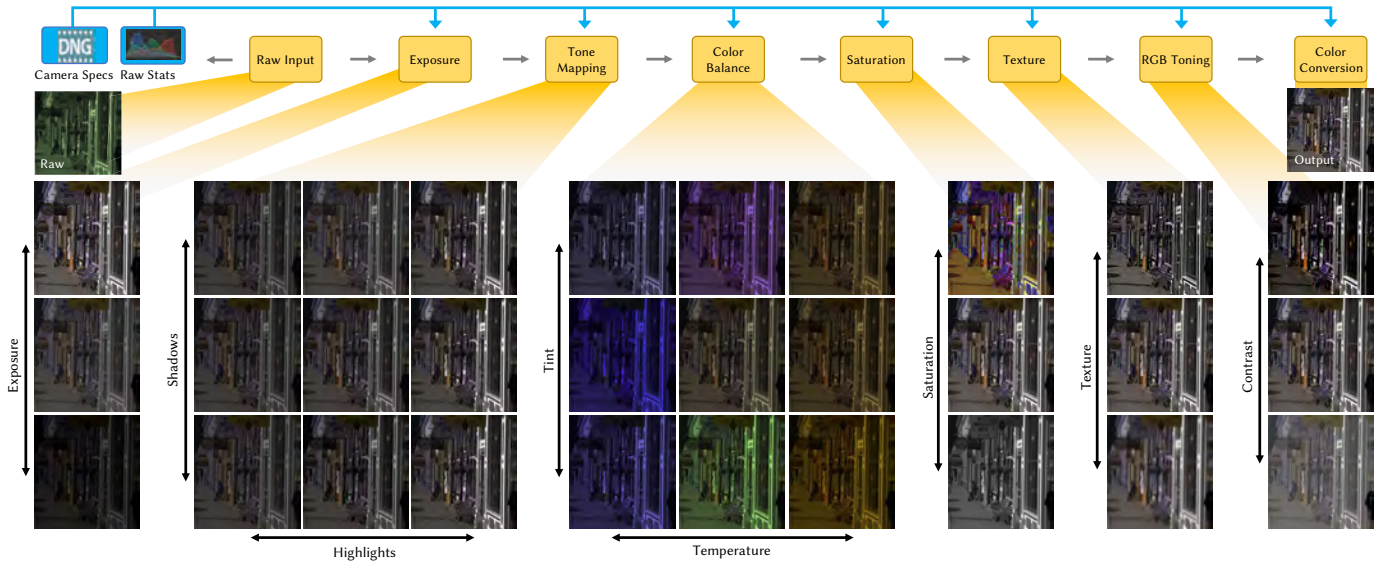 DNG
Camera Specs
Raw Stats
Raw Input
Exposure
Tone
Mapping
Color
Balance
Saturation
Texture
RGB Toning
Color
Conversion
Raw
Output
Exposure
Shadows
Highlights
Tint
Temperature
Saturation
Texture
Contrast